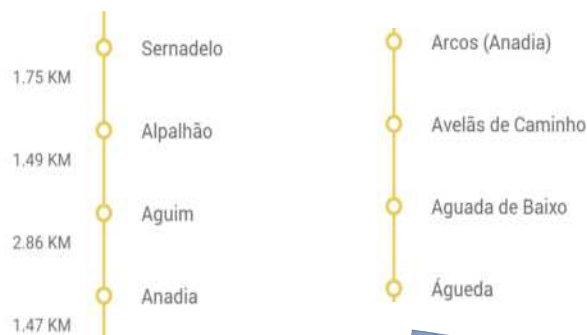 Sernadelo
1.75 KM
Alpalhão
1.49 KM
Aguim
2.86 KM
Anadia
1.47 KM
Arcos (Anadia)
Avelãs de Caminho
Aguada de Baixo
Águeda